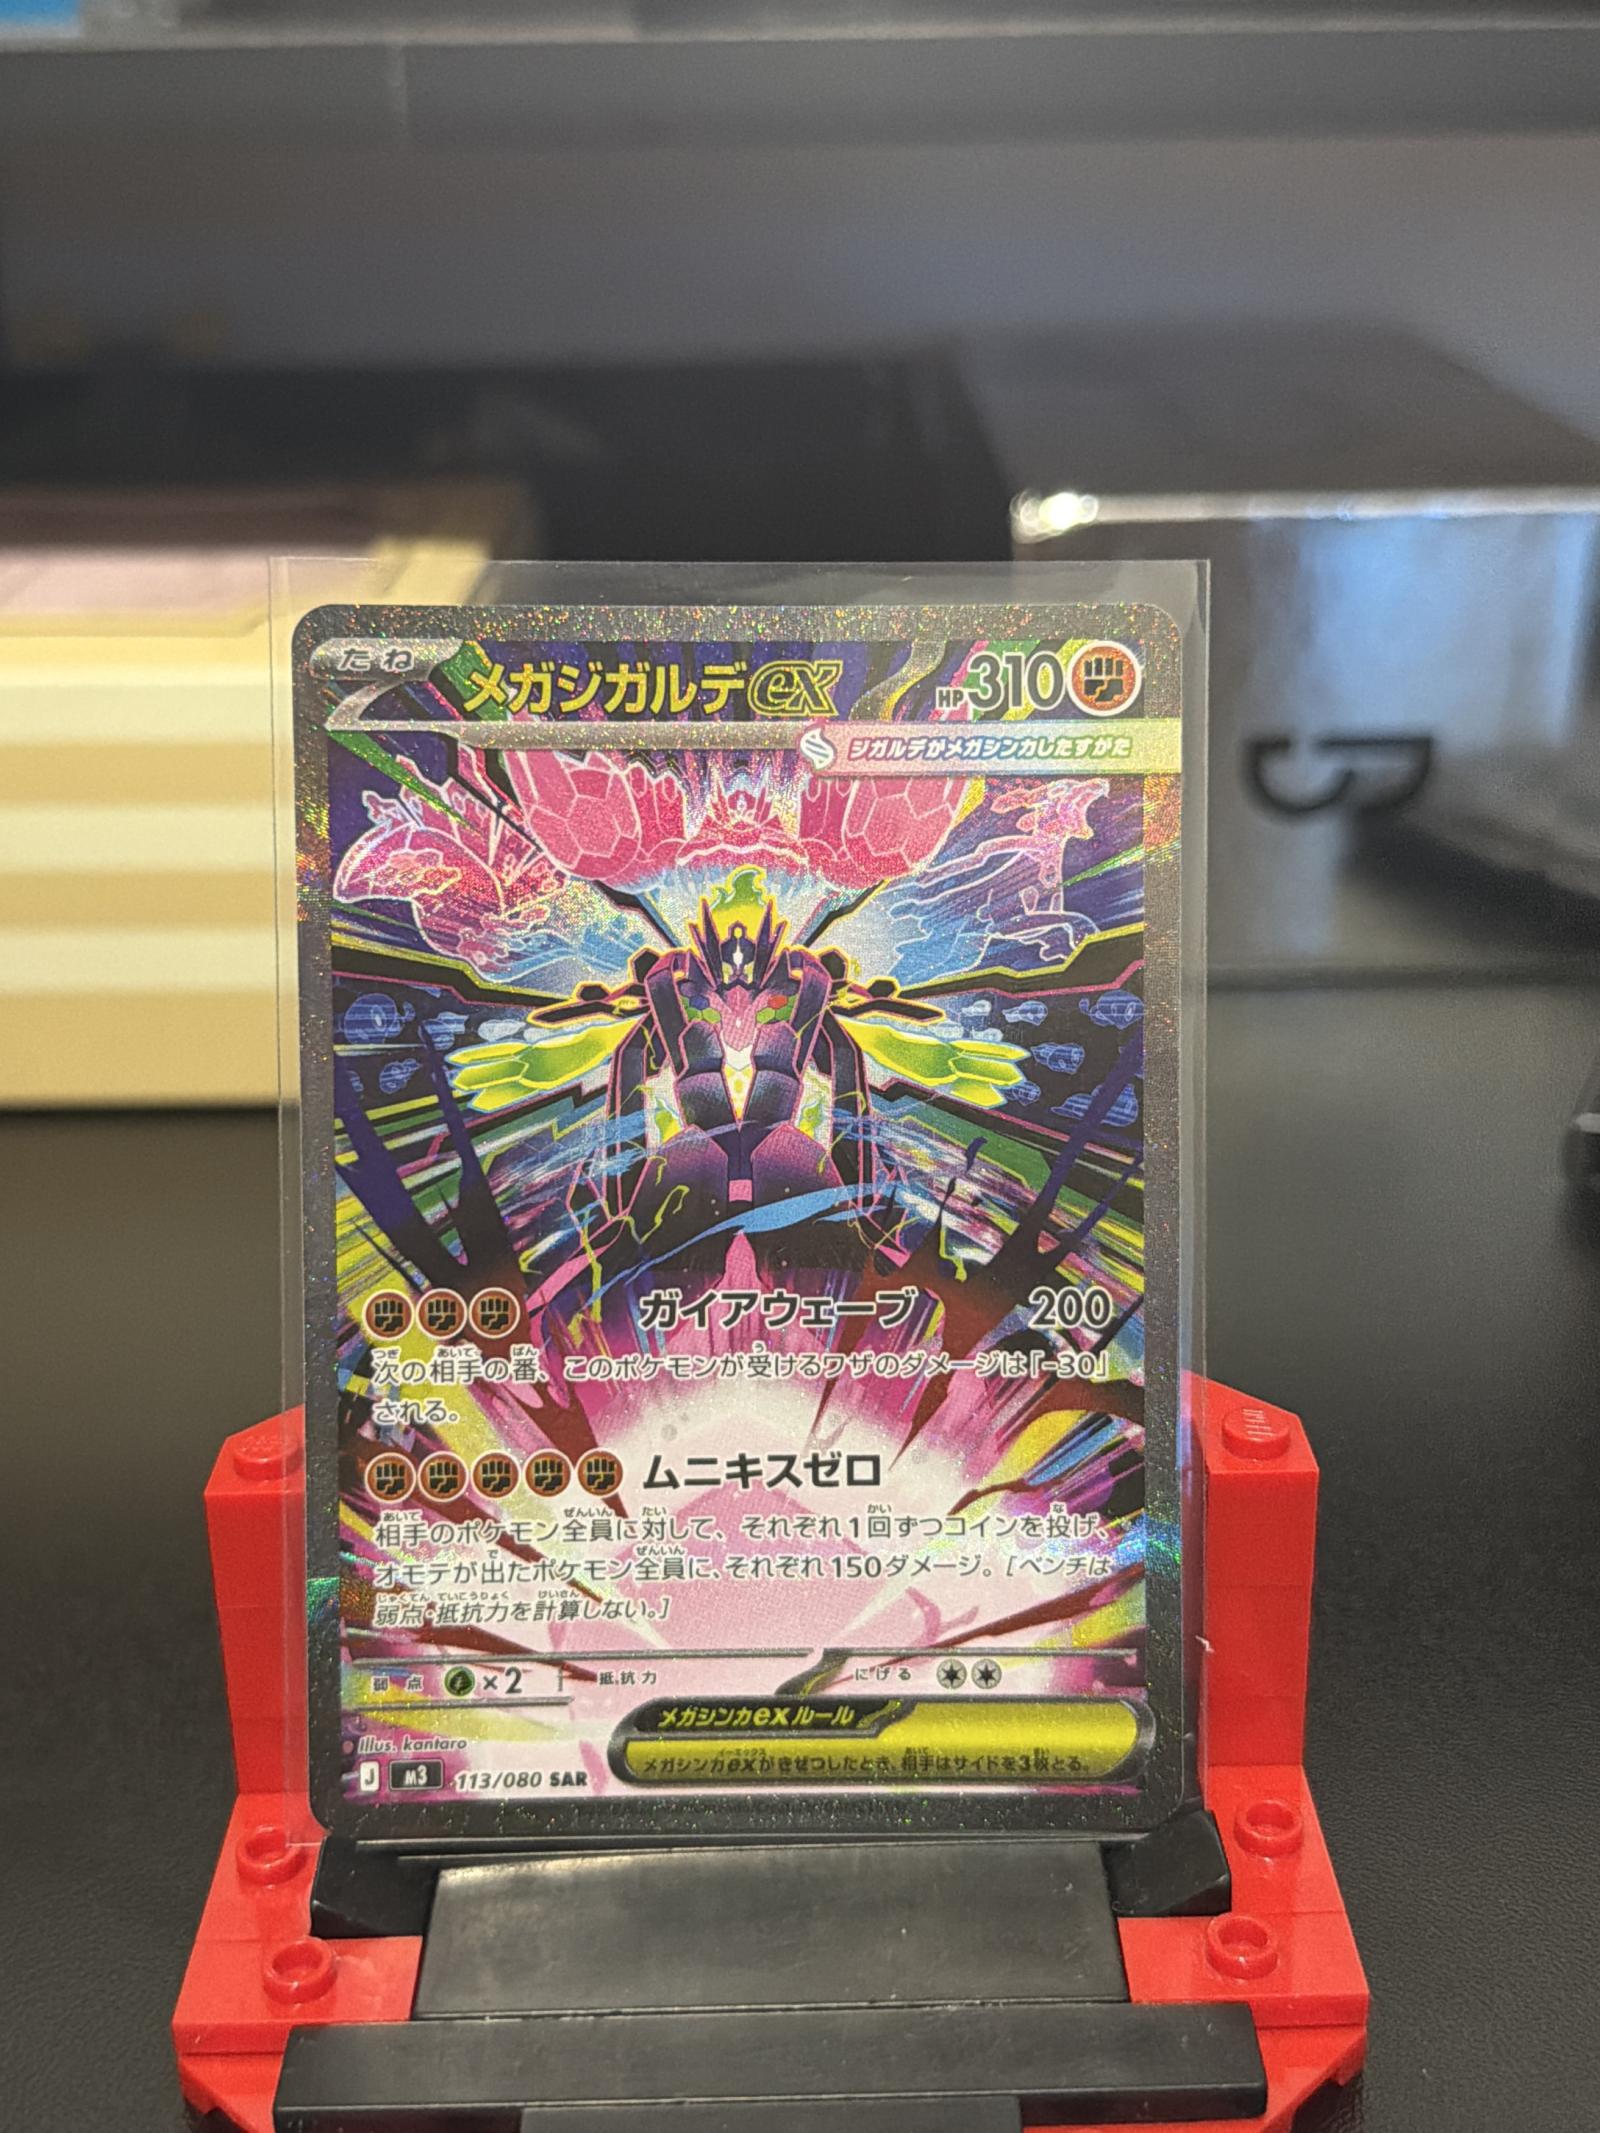 たね
メガジガルデex
HP310
ジガルデがメガシンカしたすがた
ガイアウェーブ 200
次の相手の番、このポケモンが受けるワザのダメージは「-30」
される。
ムニキスゼロ
相手のポケモン全員に対して、それぞれ1回ずつコインを投げ、
オモテが出たポケモン全員に、それぞれ150ダメージ。[ベンチは
弱点・抵抗力を計算しない。]
弱点 ×2 抵抗力 にげる
メガシンカexルール
メガシンカexがきぜつしたとき、相手はサイドを3枚とる。
Illus. kantaro
J M3 113/080 SAR